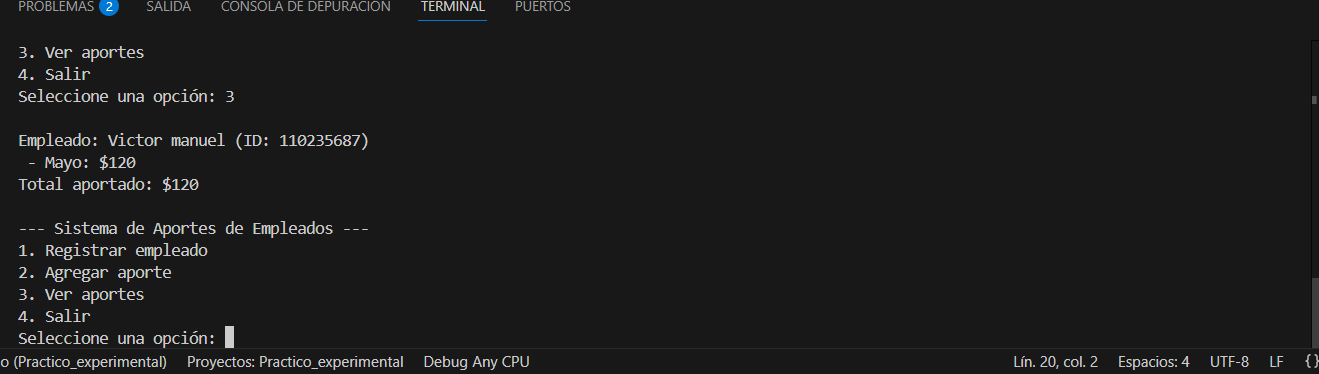 PROBLEMAS 2 SALIDA CONSOLA DE DEPURACIÓN TERMINAL PUERTOS
3. Ver aportes
4. Salir
Seleccione una opción: 3
Empleado: Victor manuel (ID: 110235687)
- Mayo: $120
Total aportado: $120
--- Sistema de Aportes de Empleados ---
1. Registrar empleado
2. Agregar aporte
3. Ver aportes
4. Salir
Seleccione una opción:
o (Practico_experimental) Proyectos: Practico_experimental Debug Any CPU Lín. 20, col. 2 Espacios: 4 UTF-8 LF {}